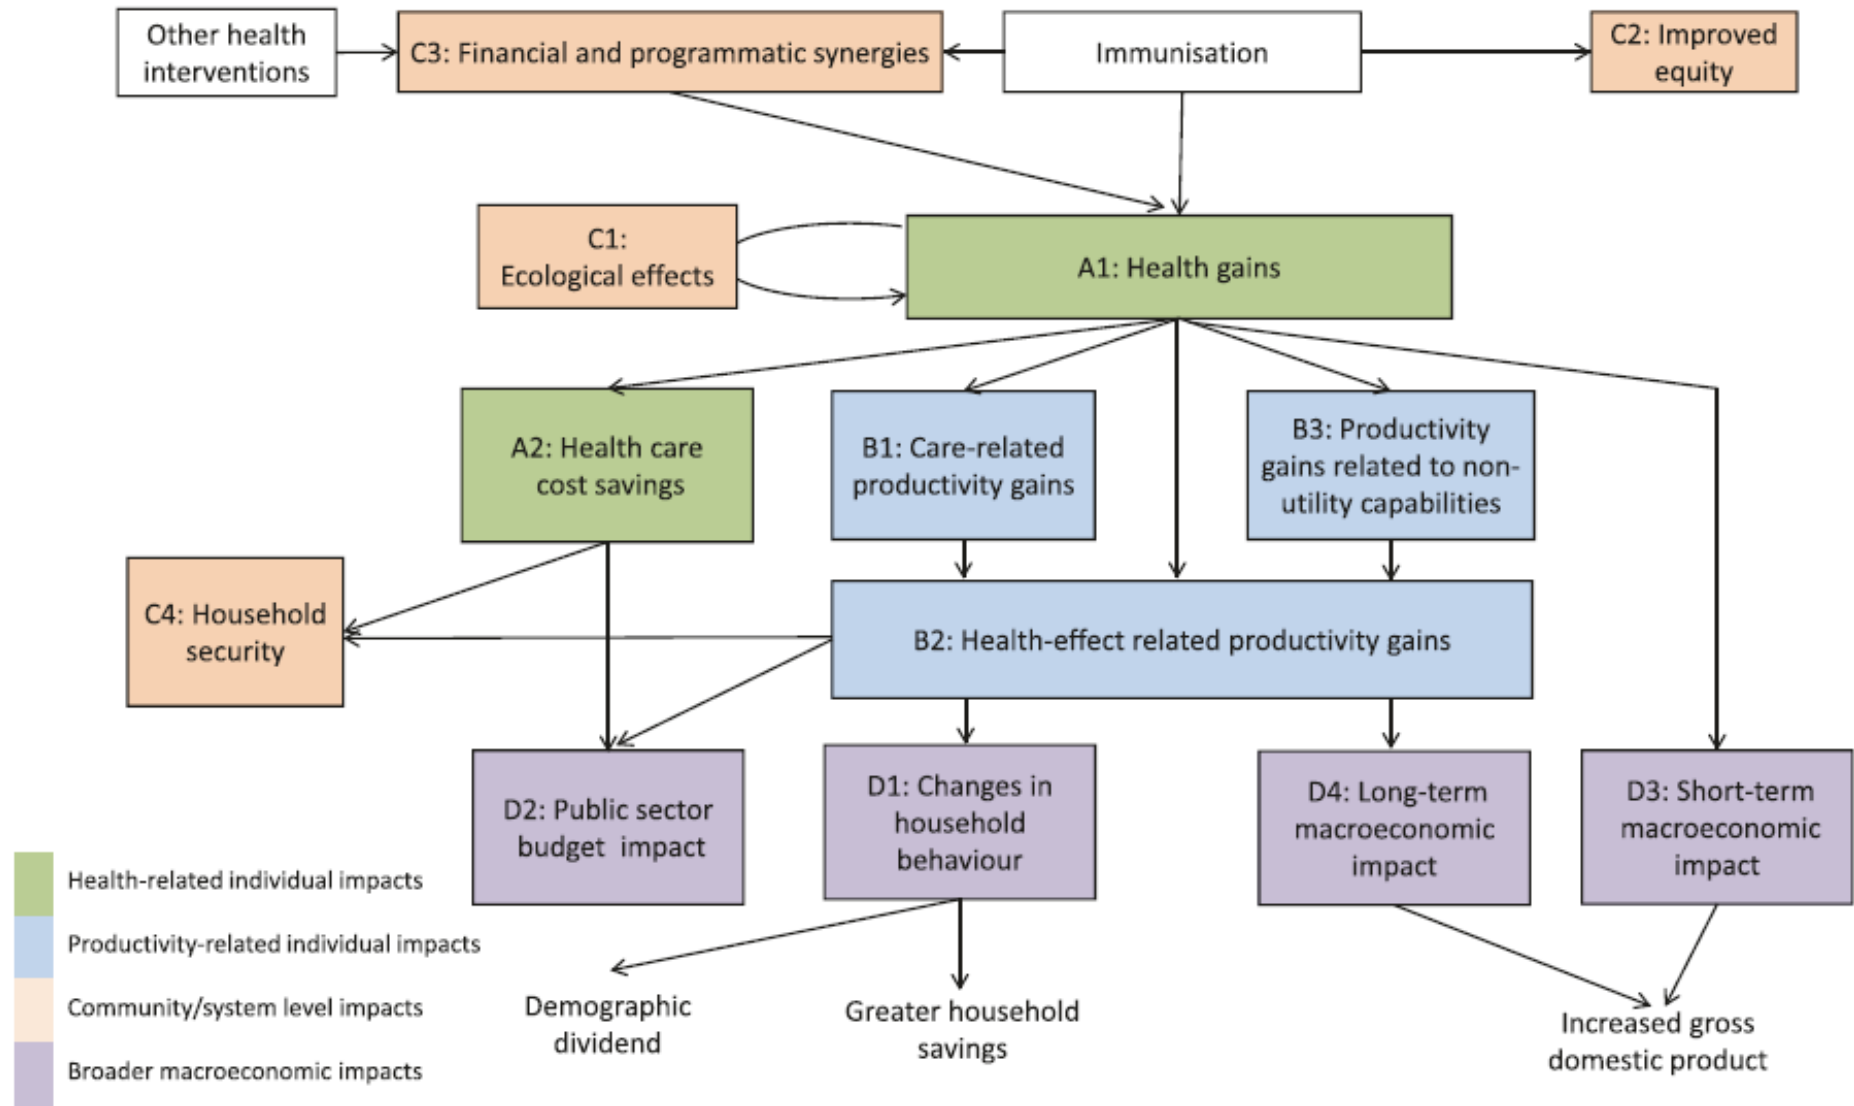 Other health
interventions
C3: Financial and programmatic synergies
Immunisation
C2: Improved
equity
C1:
Ecological effects
A1: Health gains
A2: Health care
cost savings
B1: Care-related
productivity gains
B3: Productivity
gains related to non-
utility capabilities
C4: Household
security
B2: Health-effect related productivity gains
D2: Public sector
budget impact
D1: Changes in
household
behaviour
D4: Long-term
macroeconomic
impact
D3: Short-term
macroeconomic
impact
Health-related individual impacts
Productivity-related individual impacts
Community/system level impacts
Broader macroeconomic impacts
Demographic
dividend
Greater household
savings
Increased gross
domestic product